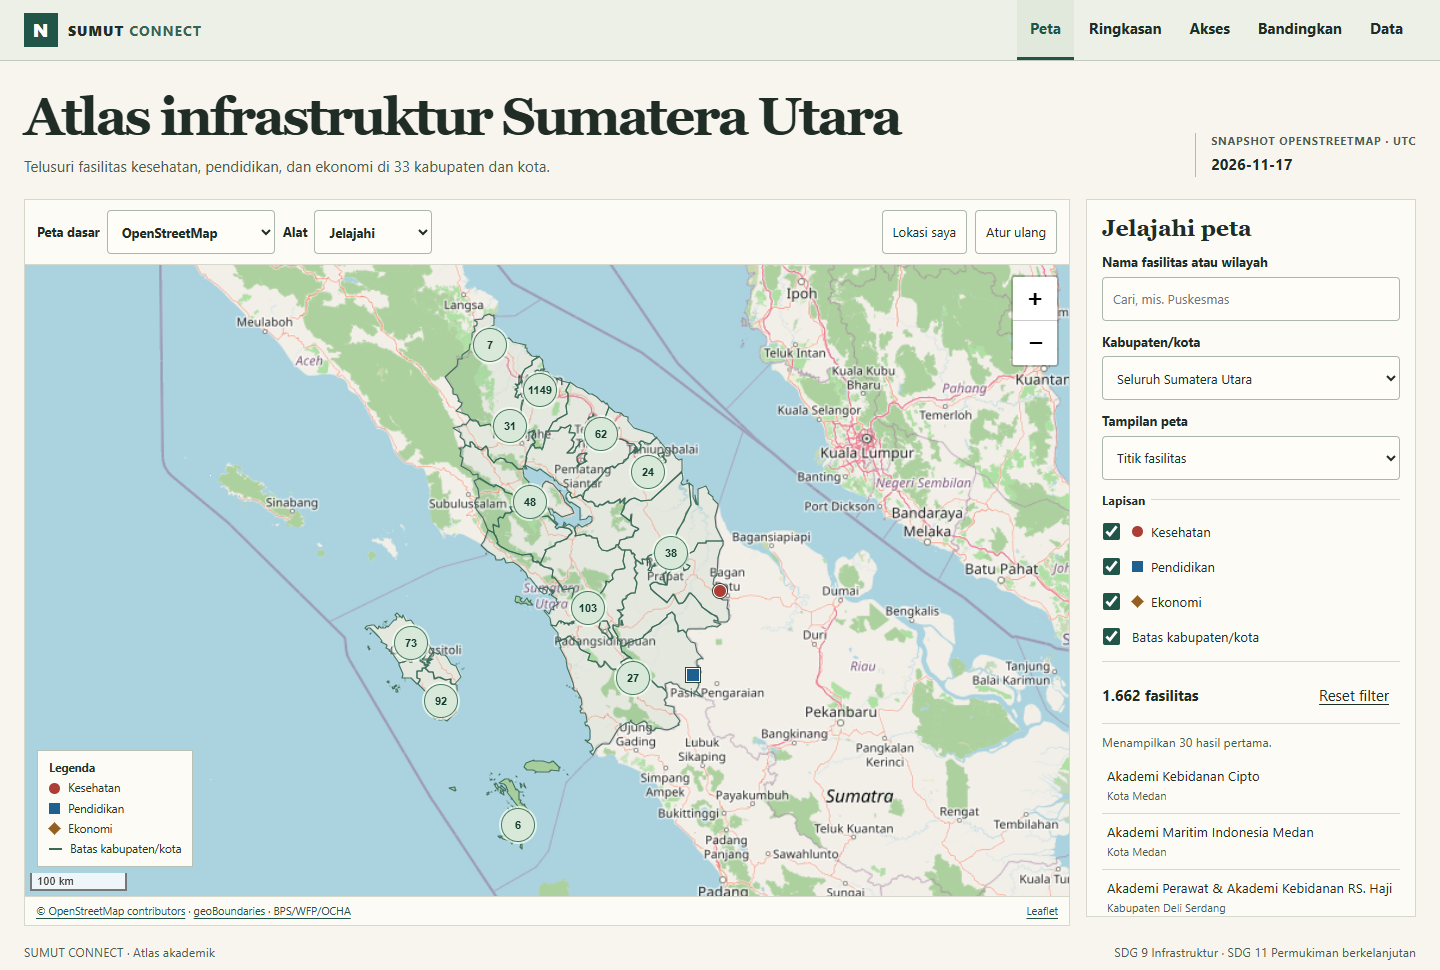 N SUMUT CONNECT
Peta Ringkasan Akses Bandingkan Data
Atlas infrastruktur Sumatera Utara
Telusuri fasilitas kesehatan, pendidikan, dan ekonomi di 33 kabupaten dan kota.
SNAPSHOT OPENSTREETMAP · UTC
2026-11-17
Peta dasar OpenStreetMap Alat Jelajahi Lokasi saya Atur ulang
+
−
Ipoh
Langsa
Meulaboh
Aceh
Teluk Intan
Kuala Kubu
Bharu
Pahang
Kuantan
Kuala Selangor
Temerloh
Kuala Lumpur
Banting
Negeri Sembilan
Port Dickson
Bandaraya
Melaka
Batu Pahat
7
1149
31
62
24
48
38
103
73
92
27
6
Pematang
Siantar
Subulussalam
Sinabang
Bagansiapiapi
Prapat
Bagan
Sumatera
Utara
Dumai
Bengkalis
Duri
Padangsidimpuan
Riau
Tanjung
Balai Karimun
Pasir Pengaraian
Pekanbaru
Ujung
Gading
Bangkinang
Lubuk
Sikaping
Pangkalan
Kerinci
Simpang
Ampek
Payakumbuh
Sumatra
Bukittinggi
Rengat
Teluk Kuantan
Tembilahan
Padang
Panjang
Sawahlunto
Padang
Sungai
Kuala Tu
Legenda
Kesehatan
Pendidikan
Ekonomi
Batas kabupaten/kota
100 km
© OpenStreetMap contributors · geoBoundaries · BPS/WFP/OCHA
Leaflet
Jelajahi peta
Nama fasilitas atau wilayah
Cari, mis. Puskesmas
Kabupaten/kota
Seluruh Sumatera Utara
Tampilan peta
Titik fasilitas
Lapisan
Kesehatan
Pendidikan
Ekonomi
Batas kabupaten/kota
1.662 fasilitas Reset filter
Menampilkan 30 hasil pertama.
Akademi Kebidanan Cipto
Kota Medan
Akademi Maritim Indonesia Medan
Kota Medan
Akademi Perawat & Akademi Kebidanan RS. Haji
Kabupaten Deli Serdang
SUMUT CONNECT · Atlas akademik
SDG 9 Infrastruktur · SDG 11 Permukiman berkelanjutan